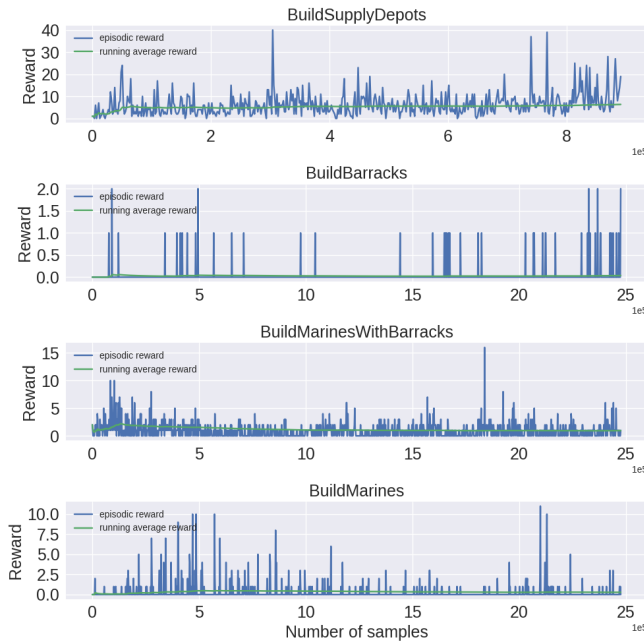 BuildSupplyDepots
Reward
40
30
20
10
0
episodic reward
running average reward
0 2 4 6 8
1e5
BuildBarracks
Reward
2.0
1.5
1.0
0.5
0.0
episodic reward
running average reward
0 5 10 15 20 25
BuildMarinesWithBarracks
Reward
15
10
5
0
episodic reward
running average reward
0 5 10 15 20 25
BuildMarines
Reward
10.0
7.5
5.0
2.5
0.0
episodic reward
running average reward
0 5 10 15 20 25
Number of samples